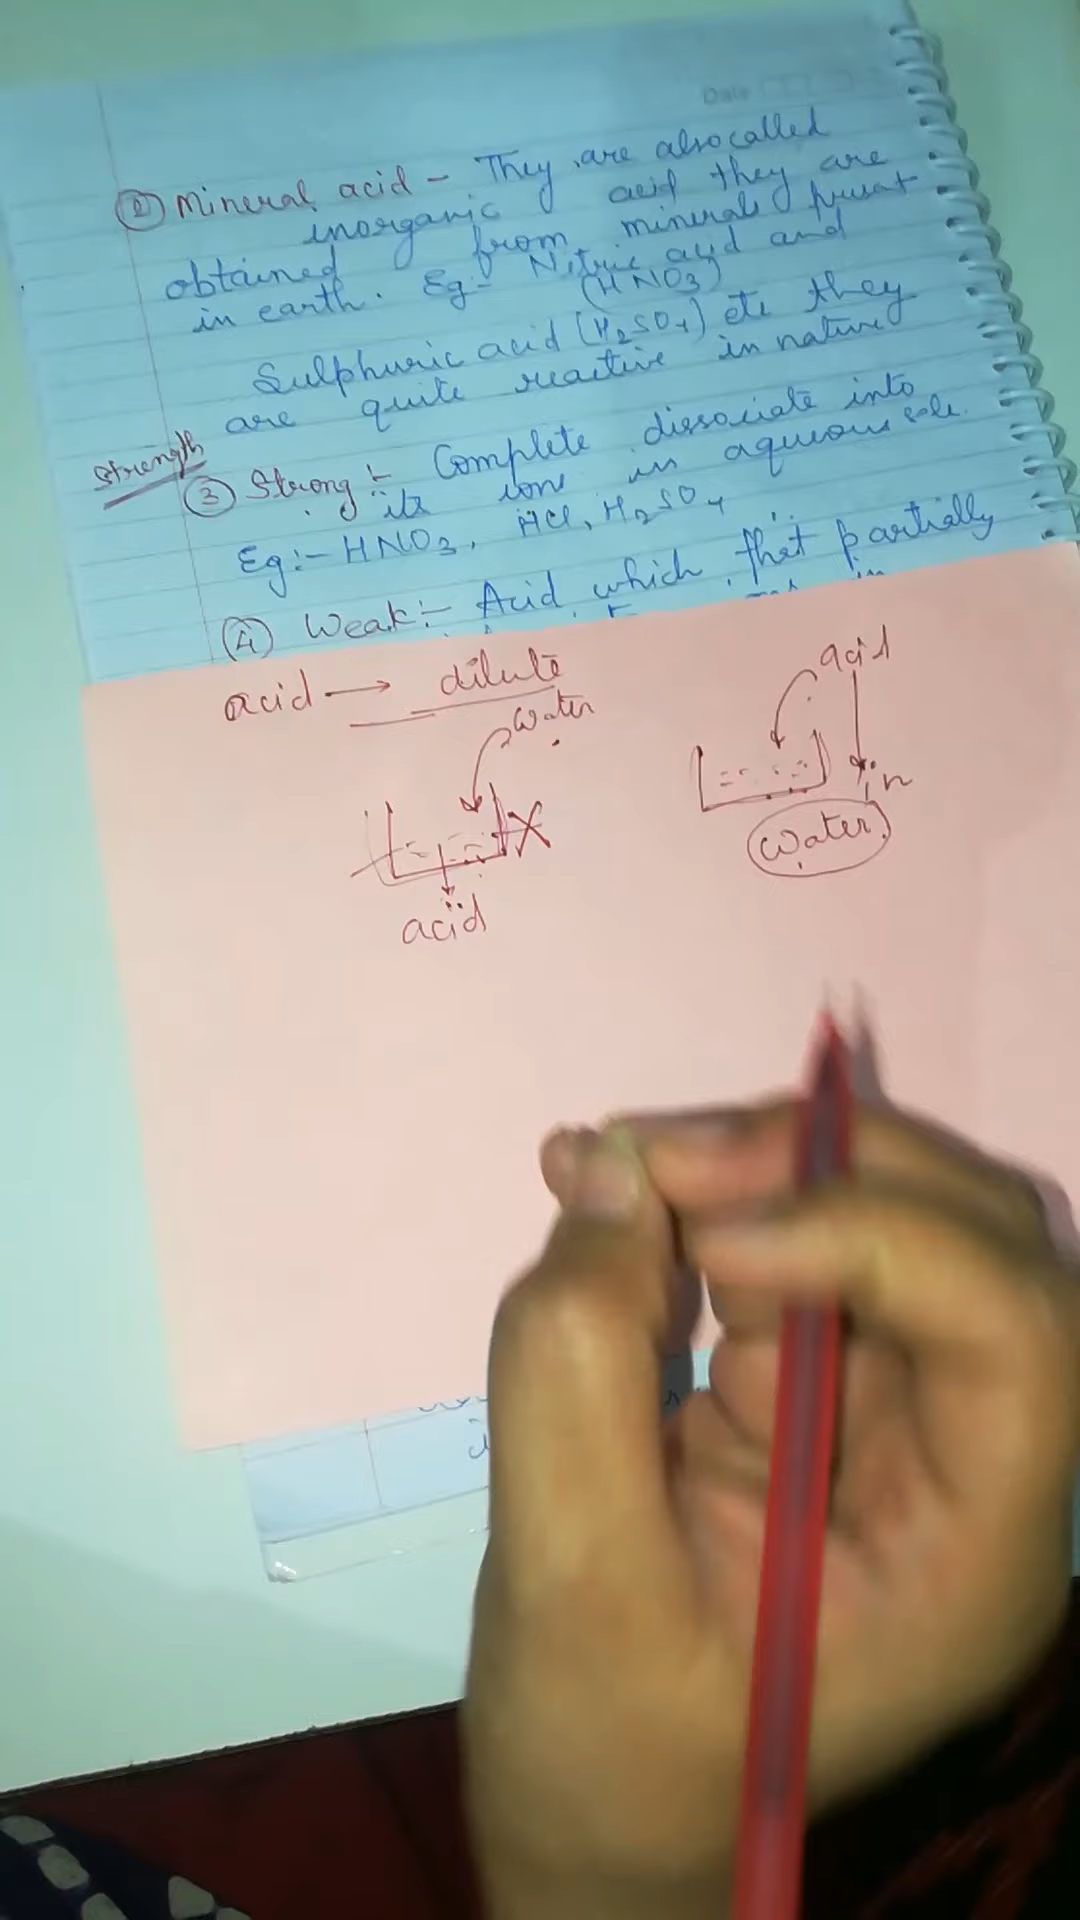 Date
② Mineral acid - They are also called
inorganic acid they are
obtained from minerals present
in earth. Eg:- Nitric acid and
(HNO3)
Sulphuric acid (H2SO4) etc they
are quite reactive in nature
Strength
③ Strong :- Complete dissociate into
its ions in aqueous soln.
Eg:- HNO3, HCl, H2SO4
④ Weak:- Acid which that partially
in
acid → dilute
water
acid
X
acid
in
water